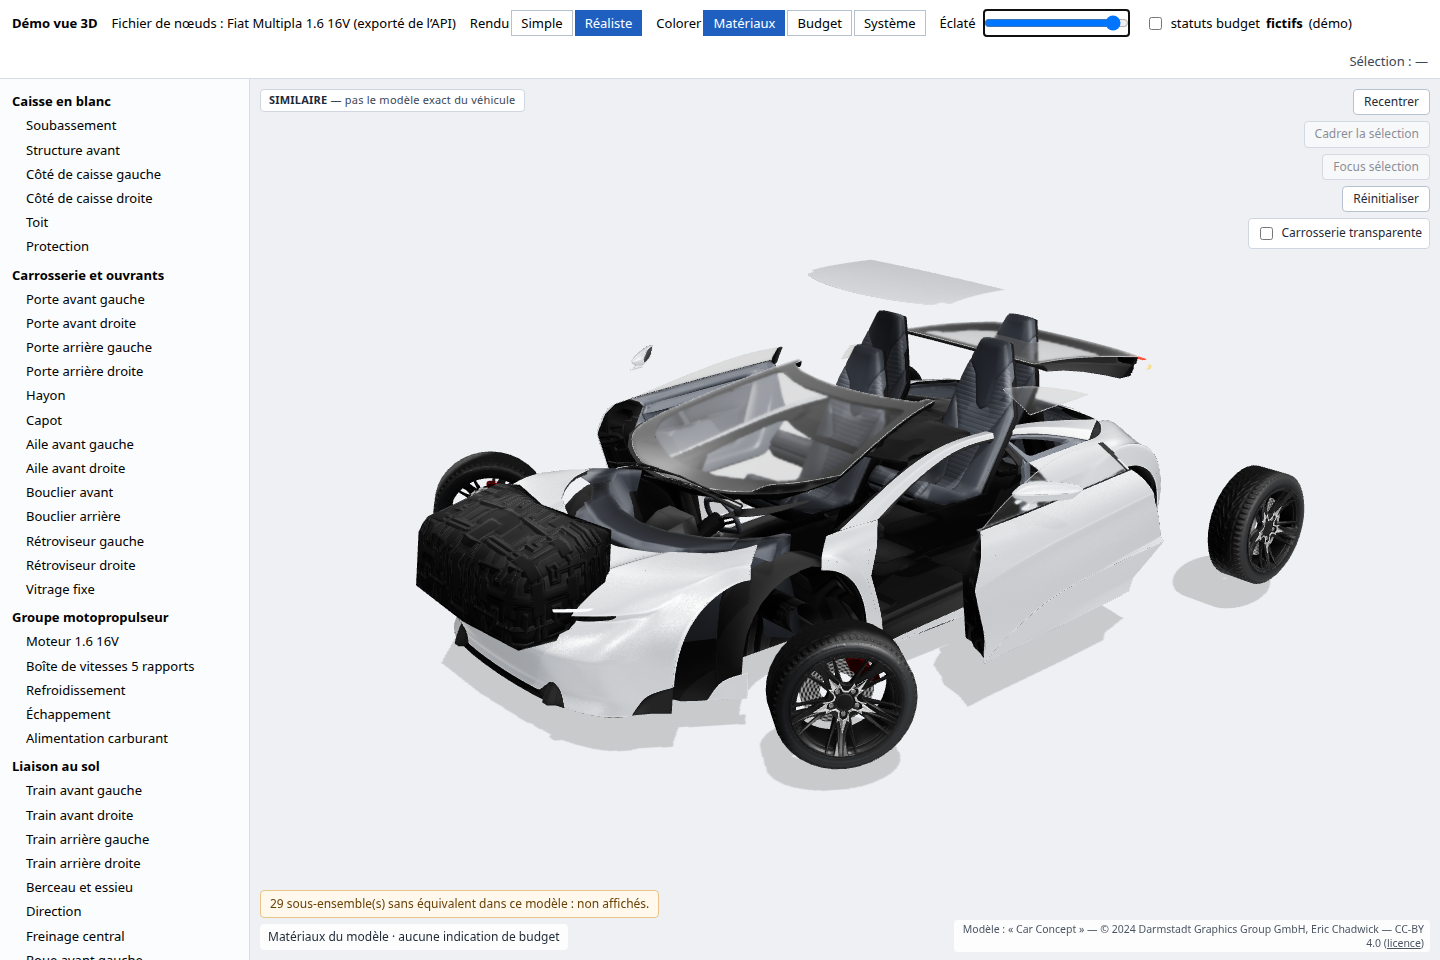 Démo vue 3D Fichier de nœuds : Fiat Multipla 1.6 16V (exporté de l’API) Rendu Simple Réaliste Colorer Matériaux Budget Système Éclaté statuts budget fictifs (démo)
Sélection : —
SIMILAIRE — pas le modèle exact du véhicule
Recentrer
Cadrer la sélection
Focus sélection
Réinitialiser
Carrosserie transparente
Caisse en blanc
Soubassement
Structure avant
Côté de caisse gauche
Côté de caisse droite
Toit
Protection
Carrosserie et ouvrants
Porte avant gauche
Porte avant droite
Porte arrière gauche
Porte arrière droite
Hayon
Capot
Aile avant gauche
Aile avant droite
Bouclier avant
Bouclier arrière
Rétroviseur gauche
Rétroviseur droite
Vitrage fixe
Groupe motopropulseur
Moteur 1.6 16V
Boîte de vitesses 5 rapports
Refroidissement
Échappement
Alimentation carburant
Liaison au sol
Train avant gauche
Train avant droite
Train arrière gauche
Train arrière droite
Berceau et essieu
Direction
Freinage central
Roue avant gauche
29 sous-ensemble(s) sans équivalent dans ce modèle : non affichés.
Matériaux du modèle · aucune indication de budget
Modèle : « Car Concept » — © 2024 Darmstadt Graphics Group GmbH, Eric Chadwick — CC-BY
4.0 (licence)